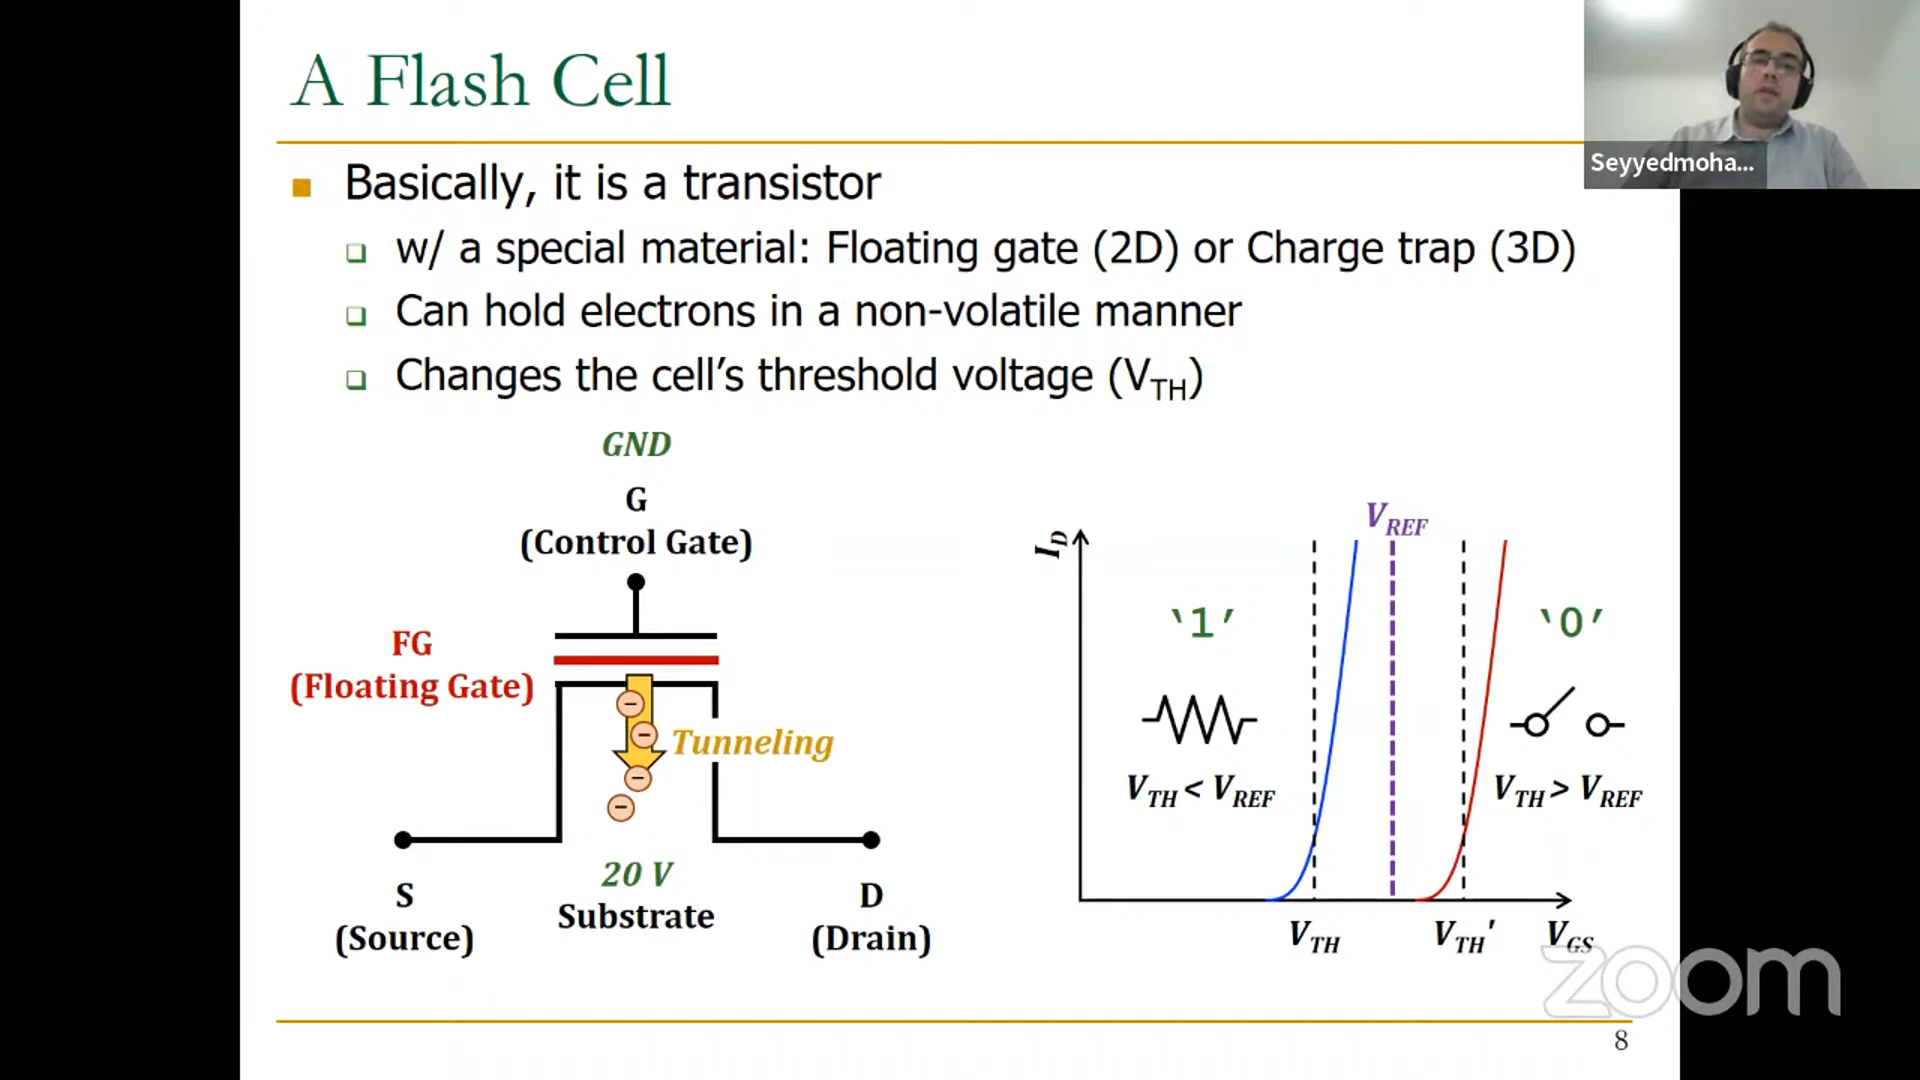 A Flash Cell
Seyyedmoha...
Basically, it is a transistor
w/ a special material: Floating gate (2D) or Charge trap (3D)
Can hold electrons in a non-volatile manner
Changes the cell's threshold voltage (V_TH)
GND
G
(Control Gate)
FG
(Floating Gate)
Tunneling
20 V
Substrate
S
(Source)
D
(Drain)
I_D
V_REF
‘1’
‘0’
V_TH < V_REF
V_TH > V_REF
V_TH
V_TH'
V_GS
zoom
8